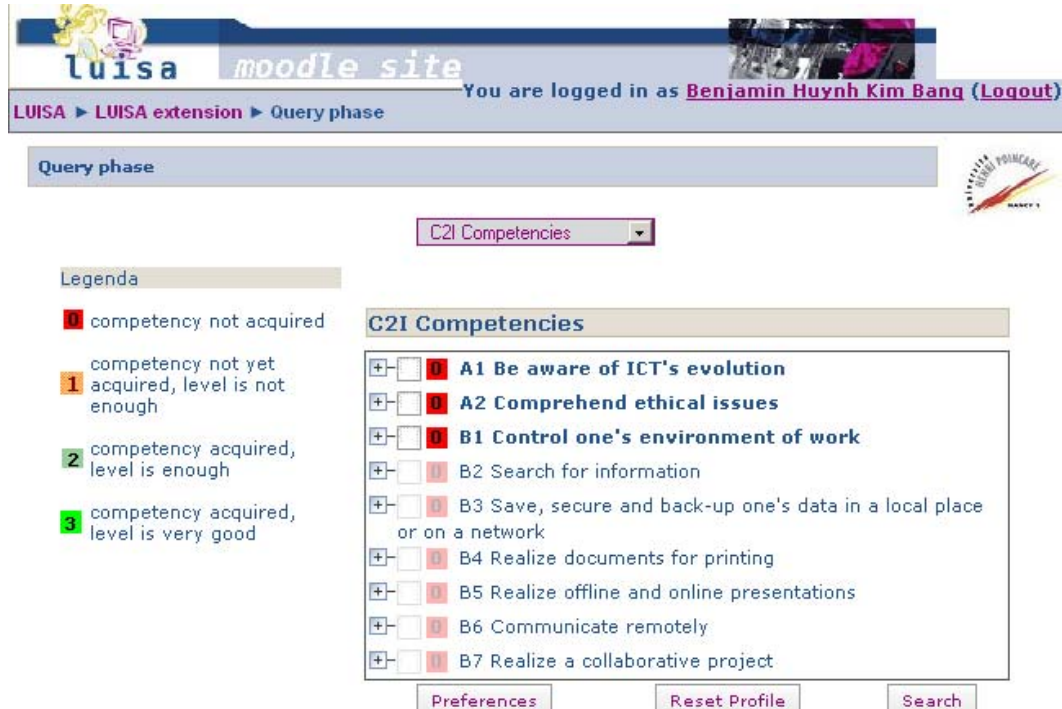 luisa moodle site
You are logged in as Benjamin Huynh Kim Bang (Logout)
LUISA ► LUISA extension ► Query phase
Query phase
UNIVERSITÉ HENRI POINCARÉ
NANCY 1
C2I Competencies
Legenda
0 competency not acquired
competency not yet
1 acquired, level is not
enough
2 competency acquired,
level is enough
3 competency acquired,
level is very good
C2I Competencies
0 A1 Be aware of ICT's evolution
0 A2 Comprehend ethical issues
0 B1 Control one's environment of work
0 B2 Search for information
0 B3 Save, secure and back-up one's data in a local place
or on a network
0 B4 Realize documents for printing
0 B5 Realize offline and online presentations
0 B6 Communicate remotely
0 B7 Realize a collaborative project
Preferences Reset Profile Search